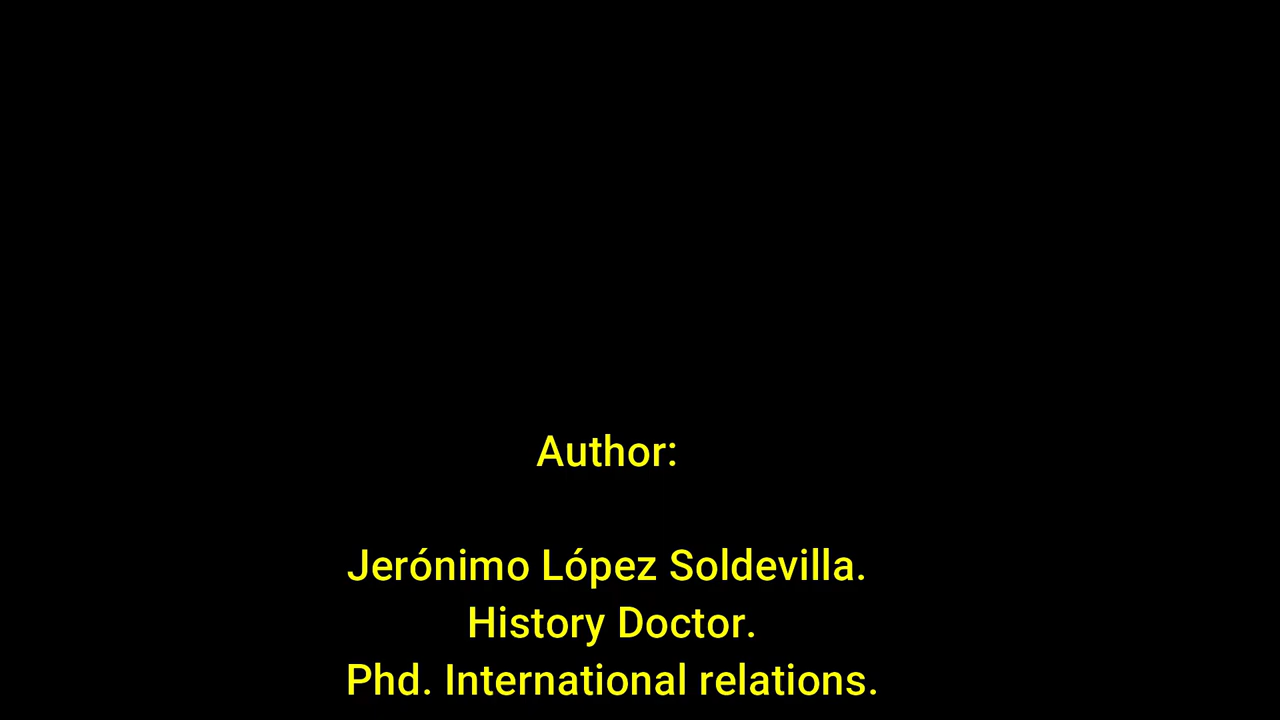 Author:
Jerónimo López Soldevilla.
History Doctor.
Phd. International relations.